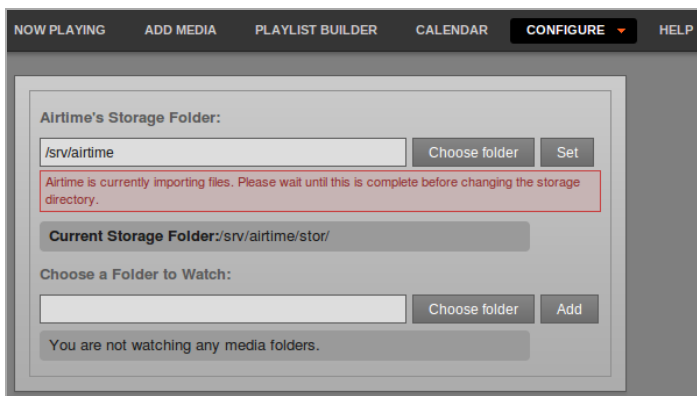 NOW PLAYING ADD MEDIA PLAYLIST BUILDER CALENDAR CONFIGURE HELP
Airtime's Storage Folder:
/srv/airtime Choose folder Set
Airtime is currently importing files. Please wait until this is complete before changing the storage
directory.
Current Storage Folder:/srv/airtime/stor/
Choose a Folder to Watch:
Choose folder Add
You are not watching any media folders.